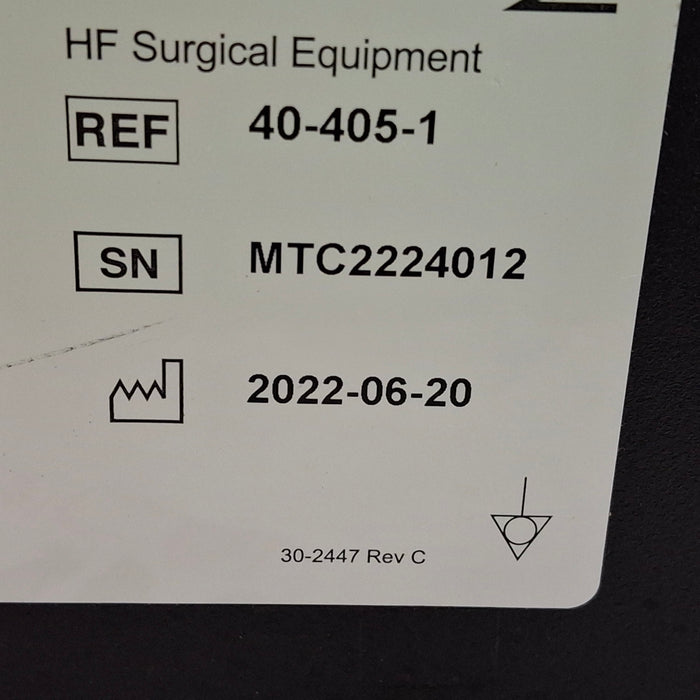 HF Surgical Equipment
REF 40-405-1
SN MTC2224012
2022-06-20
30-2447 Rev C